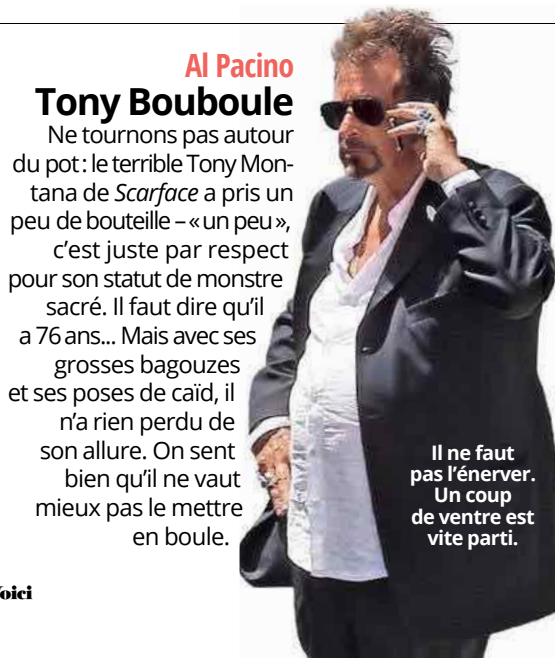 Al Pacino
Tony Bouboule
Ne tournons pas autour
du pot : le terrible Tony Mon-
tana de Scarface a pris un
peu de bouteille – « un peu »,
c'est juste par respect
pour son statut de monstre
sacré. Il faut dire qu'il
a 76 ans... Mais avec ses
grosses bagouzes
et ses poses de caïd, il
n'a rien perdu de
son allure. On sent
bien qu'il ne vaut
mieux pas le mettre
en boule.
Il ne faut
pas l'énerver.
Un coup
de ventre est
vite parti.
oici